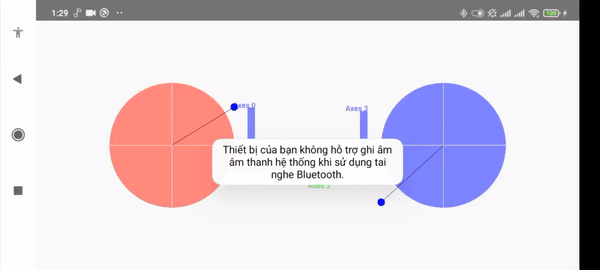 1:29
100
Axes 0
Axes 3
Thiết bị của bạn không hỗ trợ ghi âm
âm thanh hệ thống khi sử dụng tai
nghe Bluetooth.
Axes 2